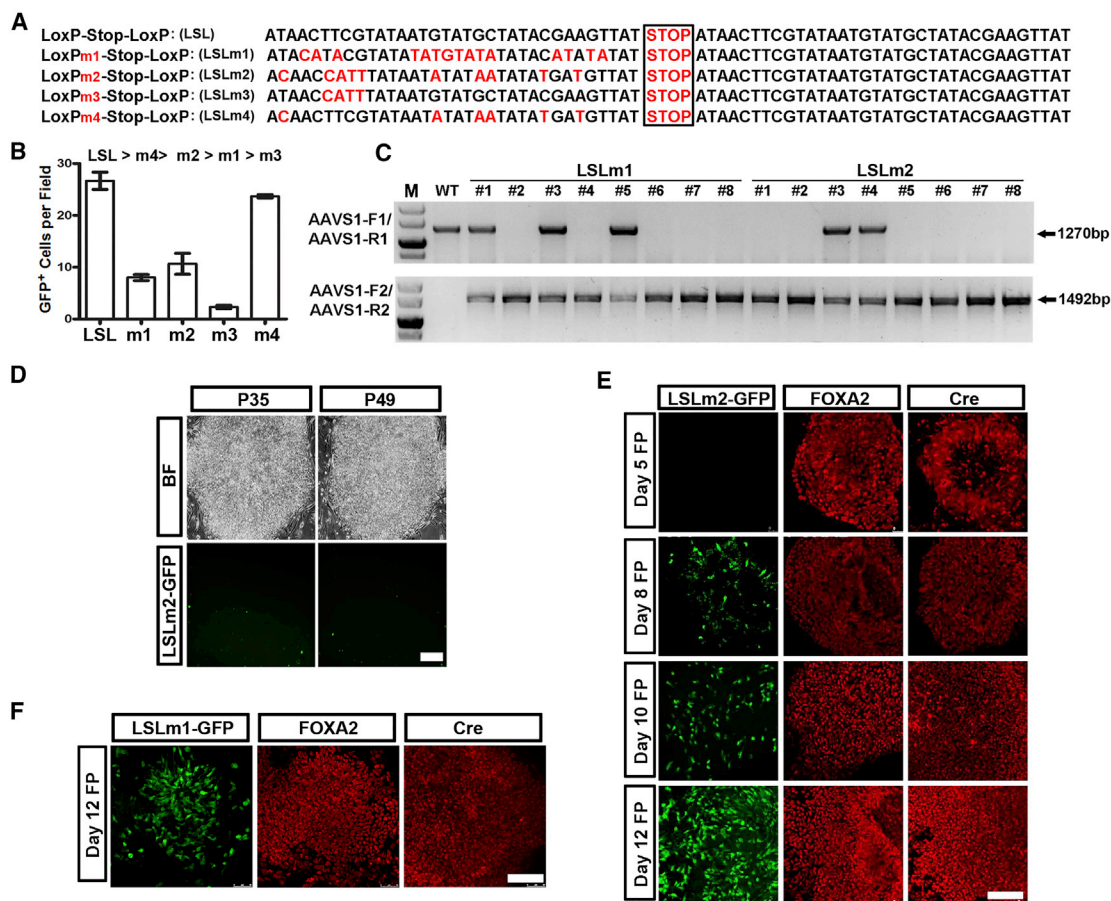 A
LoxP-Stop-LoxP: (LSL) ATAACTTCGTATAATGTATGCTATACGAAGTTAT STOP ATAACTTCGTATAATGTATGCTATACGAAGTTAT
LoxPm1-Stop-LoxP: (LSLm1) ATACATACGTATATATGTATATATACATATATAT STOP ATAACTTCGTATAATGTATGCTATACGAAGTTAT
LoxPm2-Stop-LoxP: (LSLm2) ACAACCATTTATAATATATAATATATGATGTTAT STOP ATAACTTCGTATAATGTATGCTATACGAAGTTAT
LoxPm3-Stop-LoxP: (LSLm3) ATAACCATTTATAATGTATGCTATACGAAGTTAT STOP ATAACTTCGTATAATGTATGCTATACGAAGTTAT
LoxPm4-Stop-LoxP: (LSLm4) ACAACTTCGTATAATATATAATATATGATGTTAT STOP ATAACTTCGTATAATGTATGCTATACGAAGTTAT
B
LSL > m4> m2 > m1 > m3
GFP+ Cells per Field
30
20
10
0
LSL m1 m2 m3 m4
C
LSLm1 LSLm2
M WT #1 #2 #3 #4 #5 #6 #7 #8 #1 #2 #3 #4 #5 #6 #7 #8
AAVS1-F1/
AAVS1-R1
1270bp
AAVS1-F2/
AAVS1-R2
1492bp
D
P35 P49
BF
LSLm2-GFP
E
LSLm2-GFP FOXA2 Cre
Day 5 FP
Day 8 FP
Day 10 FP
Day 12 FP
F
LSLm1-GFP FOXA2 Cre
Day 12 FP